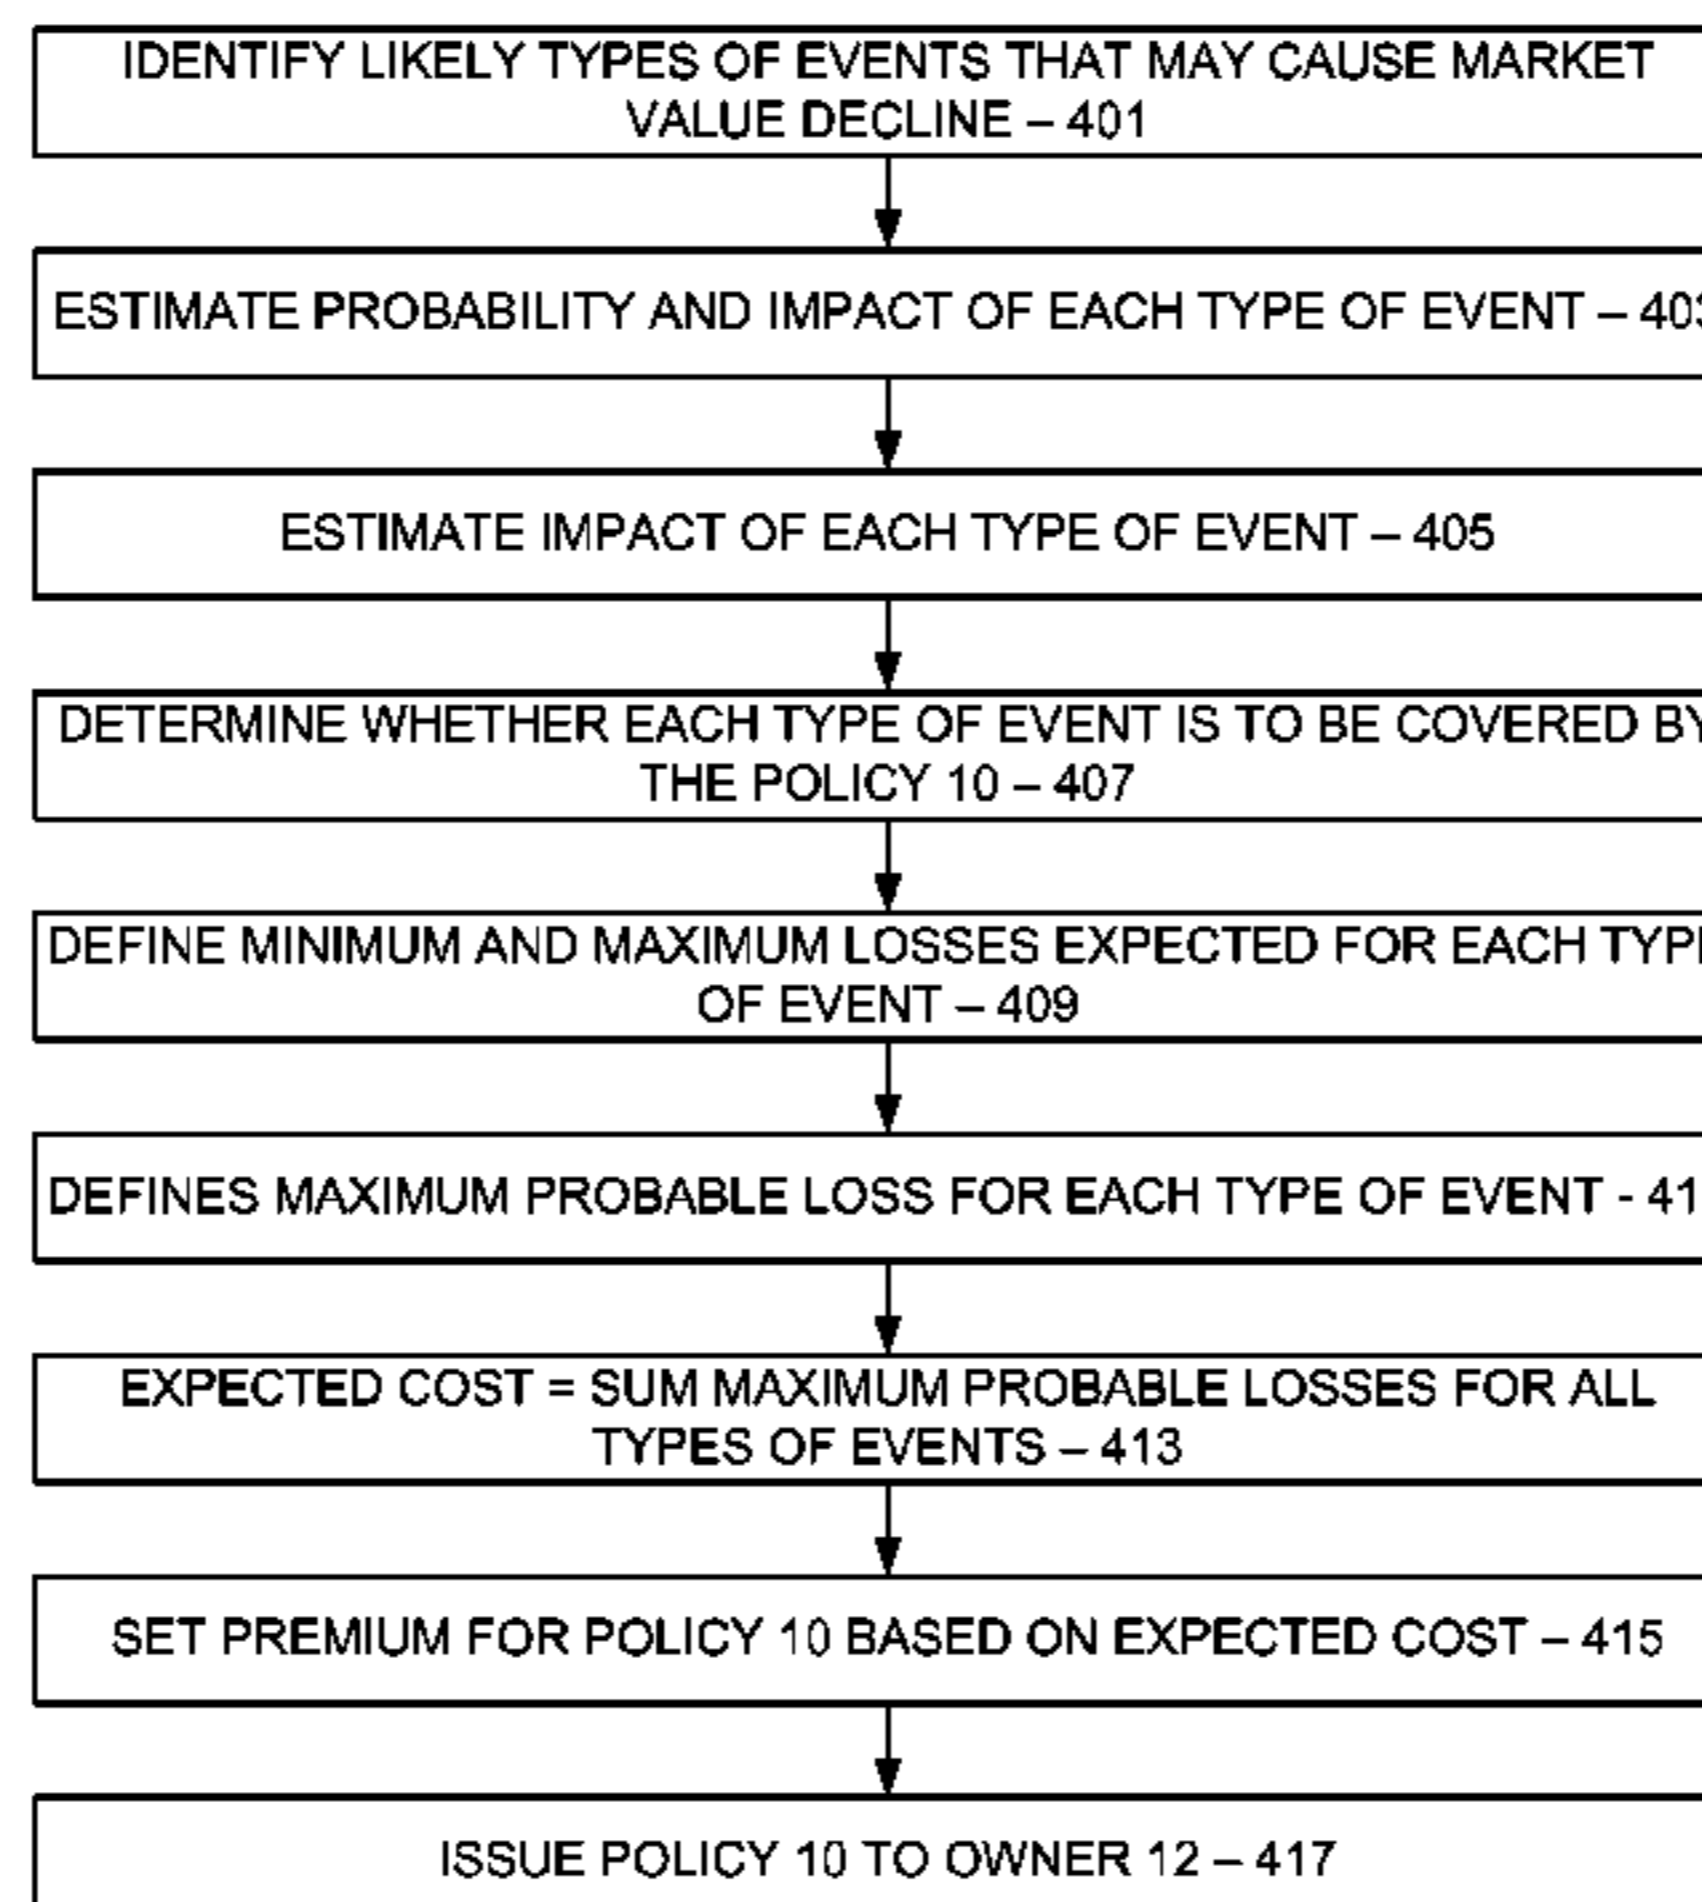 IDENTIFY LIKELY TYPES OF EVENTS THAT MAY CAUSE MARKET
VALUE DECLINE – 401
ESTIMATE PROBABILITY AND IMPACT OF EACH TYPE OF EVENT – 403
ESTIMATE IMPACT OF EACH TYPE OF EVENT – 405
DETERMINE WHETHER EACH TYPE OF EVENT IS TO BE COVERED BY
THE POLICY 10 – 407
DEFINE MINIMUM AND MAXIMUM LOSSES EXPECTED FOR EACH TYPE
OF EVENT – 409
DEFINES MAXIMUM PROBABLE LOSS FOR EACH TYPE OF EVENT - 41
EXPECTED COST = SUM MAXIMUM PROBABLE LOSSES FOR ALL
TYPES OF EVENTS – 413
SET PREMIUM FOR POLICY 10 BASED ON EXPECTED COST – 415
ISSUE POLICY 10 TO OWNER 12 – 417